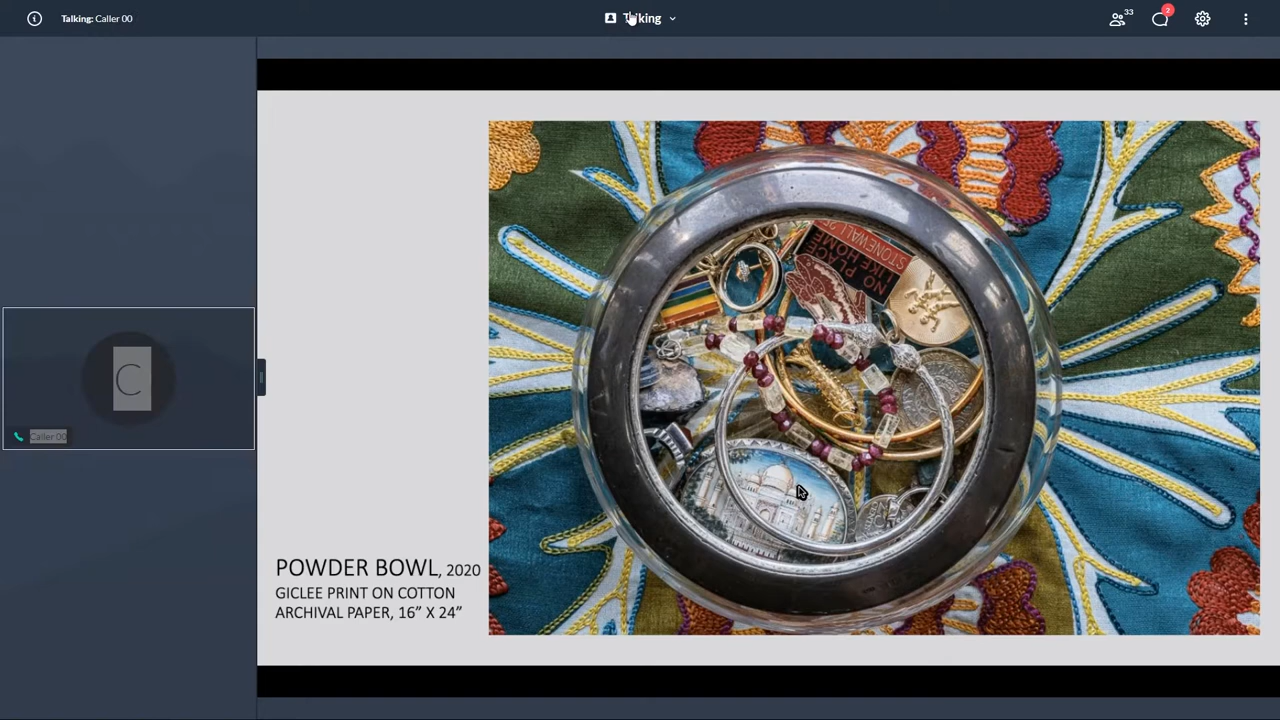 Talking: Caller 00
Talking
33
2
STONEWALL 25
NO PLACE
LIKE HOME
C
Caller 00
POWDER BOWL, 2020
GICLEE PRINT ON COTTON
ARCHIVAL PAPER, 16” X 24”